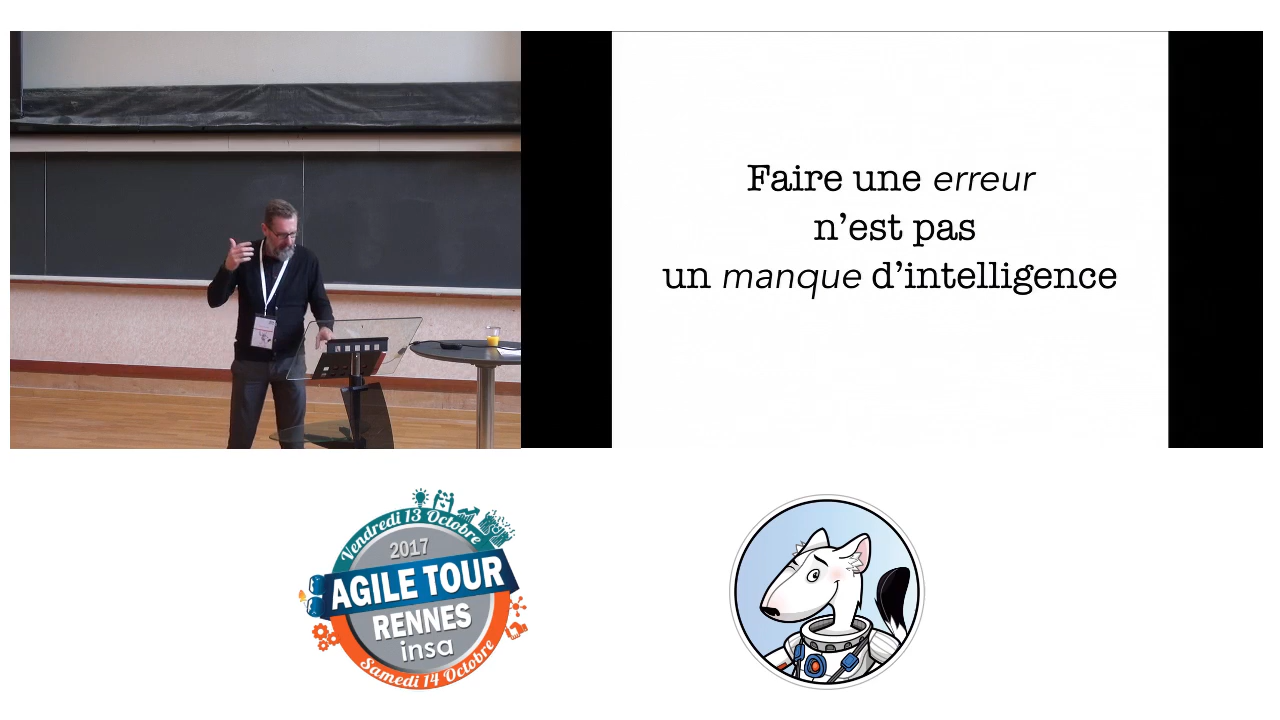 Faire une erreur
n’est pas
un manque d’intelligence
Vendredi 13 Octobre
2017
AGILE TOUR
RENNES
insa
Samedi 14 Octobre